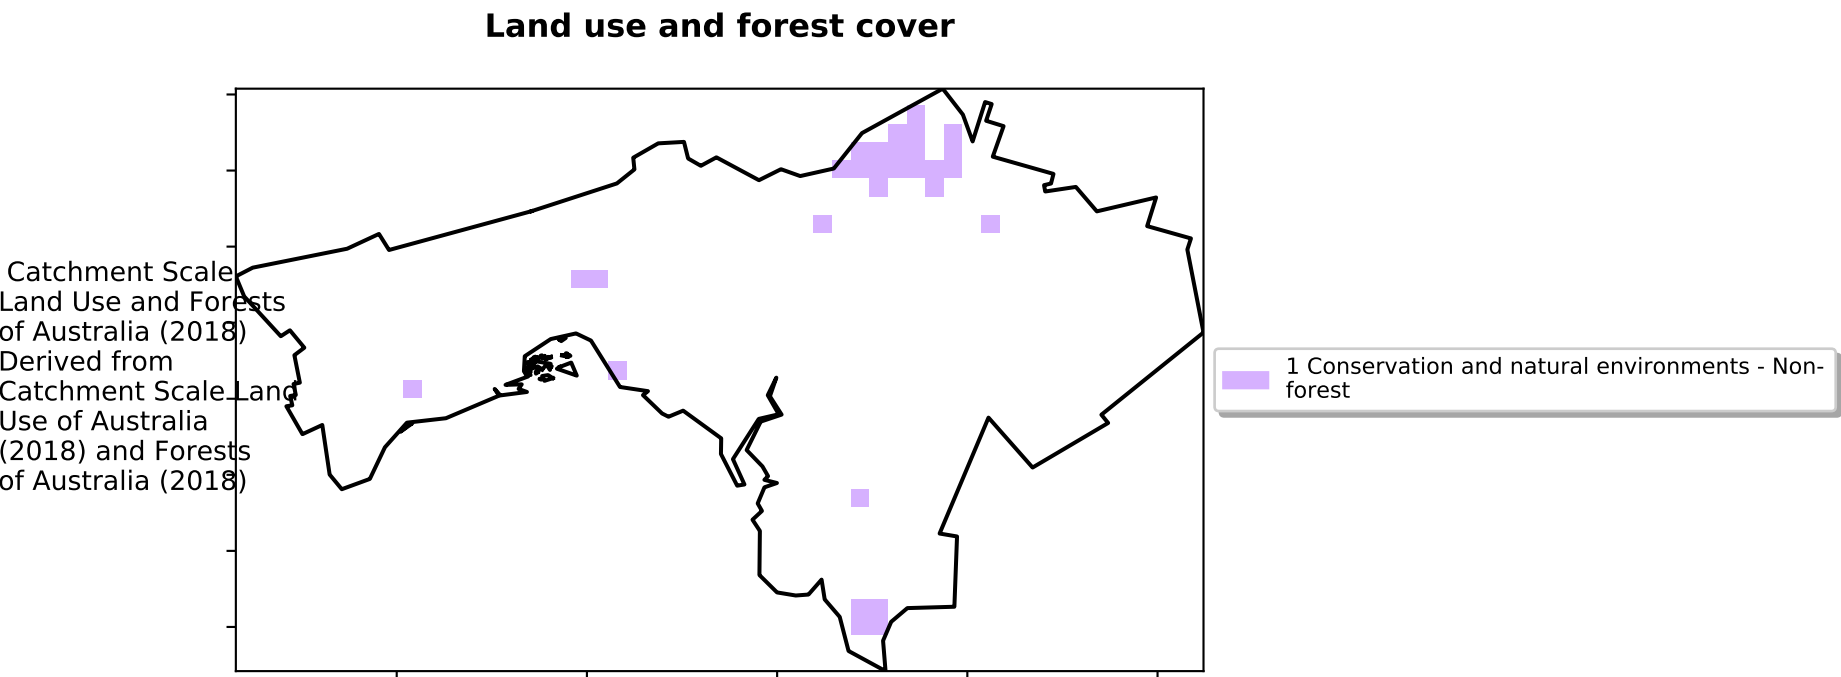 Land use and forest cover
Catchment Scale
Land Use and Forests
of Australia (2018)
Derived from
Catchment Scale Land
Use of Australia
(2018) and Forests
of Australia (2018)
1 Conservation and natural environments - Non-
forest